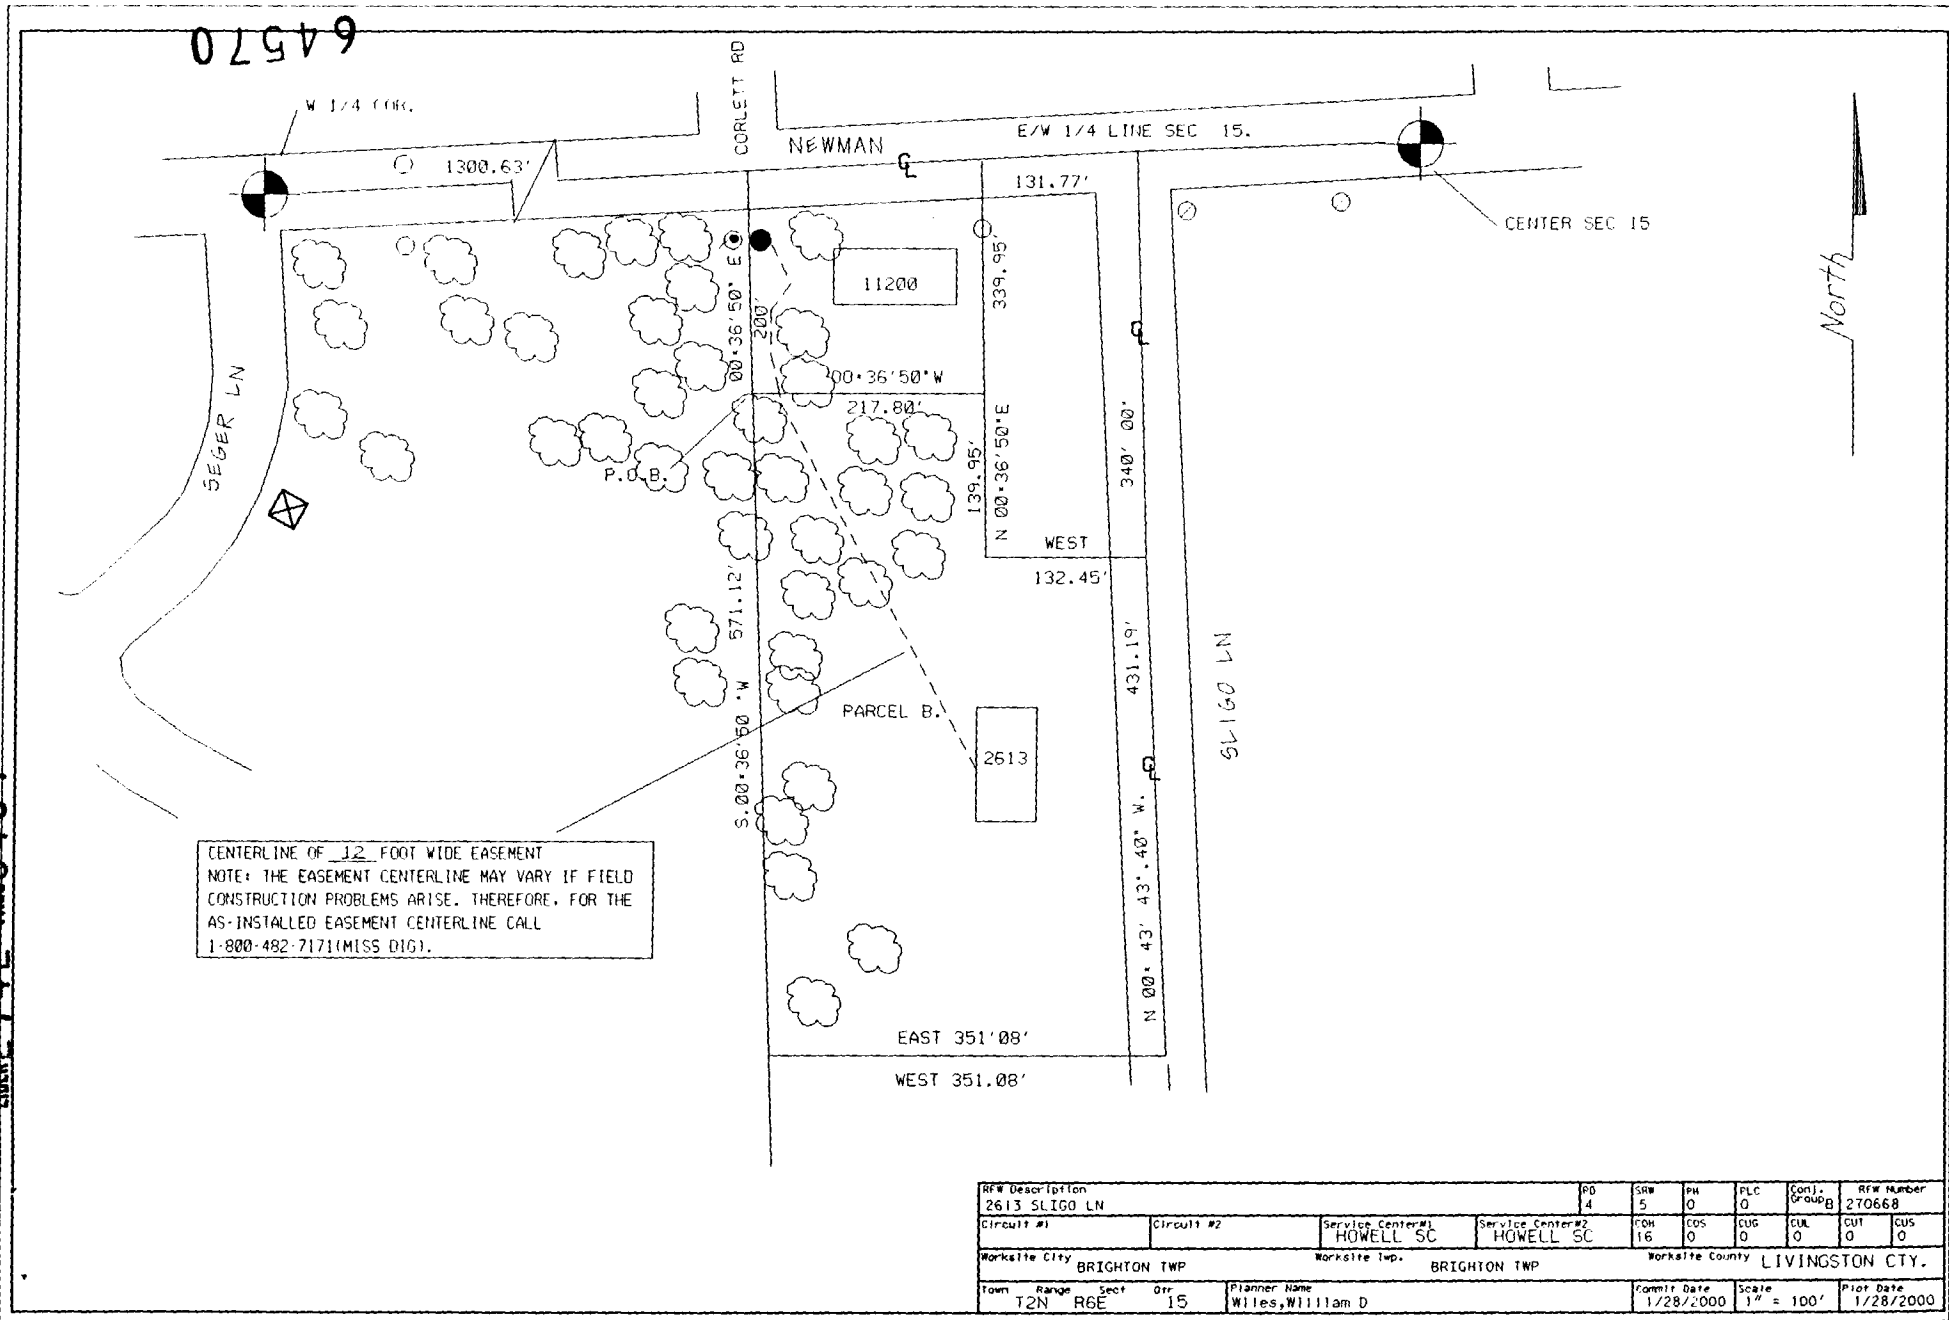 64570
W 1/4 COR.
CORLETT RD
1300.63'
NEWMAN
E/W 1/4 LINE SEC 15.
131.77'
CENTER SEC 15
North
11200
339.95'
00•36'50" E
200'
00•36'50"W
217.80'
SEGER LN
P.O.B.
139.95'
N 00•36'50"E
340' 00"
WEST
132.45'
571.12'
S.00•36'50 "W
431.19'
SLIGO LN
PARCEL B.
2613
N 00• 43' 43".40" W.
CENTERLINE OF 12 FOOT WIDE EASEMENT
NOTE: THE EASEMENT CENTERLINE MAY VARY IF FIELD
CONSTRUCTION PROBLEMS ARISE. THEREFORE, FOR THE
AS-INSTALLED EASEMENT CENTERLINE CALL
1-800-482-7171(MISS DIG).
EAST 351'08'
WEST 351.08'
RFW Description PD SRW PH PLC Conj. Group RFW Number
2613 SLIGO LN 4 5 0 0 B 270668
Circuit #1 Circuit #2 Service Center#1 Service Center#2 COH COS CUG CUL CUT CUS
HOWELL SC HOWELL SC 16 0 0 0 0 0
Worksite City BRIGHTON TWP Worksite Twp. BRIGHTON TWP Worksite County LIVINGSTON CTY.
Town Range Sect Qtr Planner Name Commit Date Scale Plot Date
T2N R6E 15 Wiles,William D 1/28/2000 1" = 100' 1/28/2000